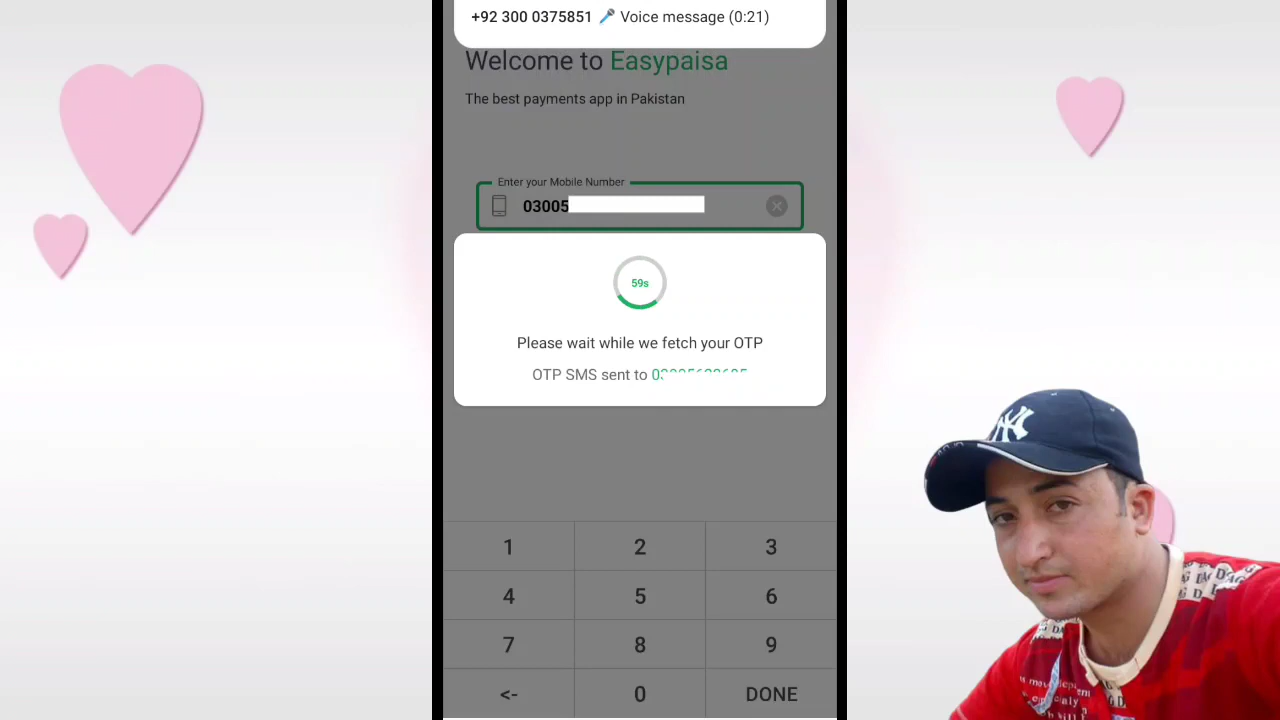 +92 300 0375851 🎤 Voice message (0:21)
Welcome to Easypaisa
The best payments app in Pakistan
Enter your Mobile Number
03005
59s
Please wait while we fetch your OTP
OTP SMS sent to
1 2 3
4 5 6
7 8 9
<- 0 DONE
NY